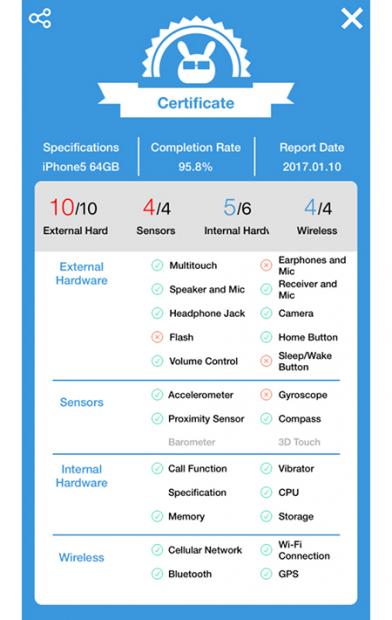 Certificate
Specifications
iPhone5 64GB
Completion Rate
95.8%
Report Date
2017.01.10
10/10
External Hard
4/4
Sensors
5/6
Internal Hardv
4/4
Wireless
External
Hardware
Multitouch
Earphones and
Mic
Speaker and Mic
Receiver and
Mic
Headphone Jack
Camera
Flash
Home Button
Volume Control
Sleep/Wake
Button
Sensors
Accelerometer
Gyroscope
Proximity Sensor
Compass
Barometer
3D Touch
Internal
Hardware
Call Function
Vibrator
Specification
CPU
Memory
Storage
Wireless
Cellular Network
Wi-Fi
Connection
Bluetooth
GPS